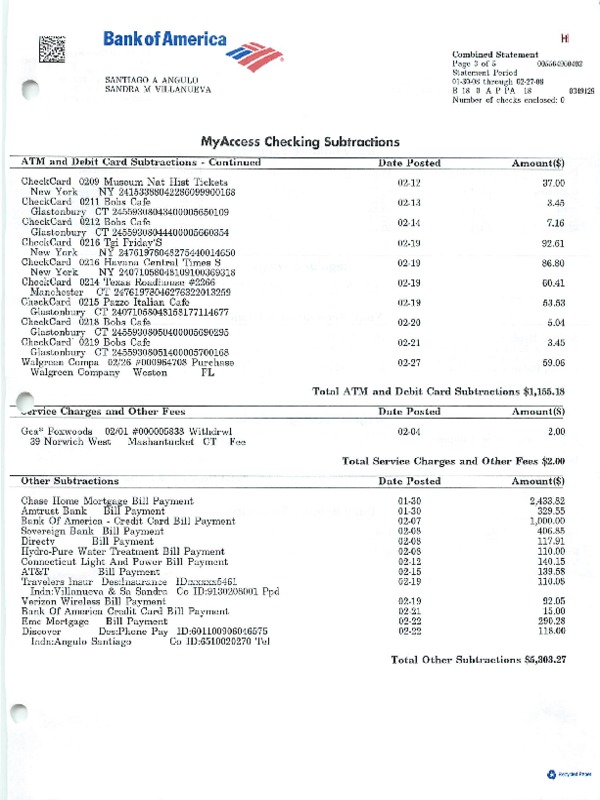 Bank of America
H
Combined Statement
Page 3 of 5
Statement Period
01-30-08 through 02-27-08
B 18 0 A P PA 18
Number of checks enclosed: 0
SANTIAGO A ANGULO
SANDRA M VILLANUEVA
MyAccess Checking Subtractions
ATM and Debit Card Subtractions - Continued Date Posted Amount($)
CheckCard 0209 Museum Nat Hist Tickets 02-12 37.00
New York NY
CheckCard 0211 Bobs Cafe 02-13 3.45
Glastonbury CT
CheckCard 0212 Bobs Cafe 02-14 7.16
Glastonbury CT
CheckCard 0216 Tgi Friday'S 02-19 92.61
New York NY
CheckCard 0216 Havana Central Times S 02-19 86.80
New York NY
CheckCard 0214 Texas Roadhouse #2266 02-19 60.41
Manchester CT
CheckCard 0215 Pazzo Italian Cafe 02-19 53.53
Glastonbury CT
CheckCard 0218 Bobs Cafe 02-20 5.04
Glastonbury CT
CheckCard 0219 Bobs Cafe 02-21 3.45
Glastonbury CT
Walgreen Compa 02/26 #000964708 Purchase 02-27 59.06
Walgreen Company Weston FL
Total ATM and Debit Card Subtractions $1,155.18
Service Charges and Other Fees Date Posted Amount($)
Gca* Foxwoods 02/01 #000005838 Withdrwl 02-04 2.00
39 Norwich West Mashantucket CT Fee
Total Service Charges and Other Fees $2.00
Other Subtractions Date Posted Amount($)
Chase Home Mortgage Bill Payment 01-30 2,433.82
Amtrust Bank Bill Payment 01-30 329.55
Bank Of America - Credit Card Bill Payment 02-07 1,000.00
Sovereign Bank Bill Payment 02-08 406.85
Directv Bill Payment 02-08 117.91
Hydro-Pure Water Treatment Bill Payment 02-08 110.00
Connecticut Light And Power Bill Payment 02-12 140.15
AT&T Bill Payment 02-15 139.58
Travelers Insur Des:Insurance ID:xxxxx5461 02-19 110.08
Indn:Villanueva & Sa Sandra Co ID:9130208001 Ppd
Verizon Wireless Bill Payment 02-19 92.05
Bank Of America Credit Card Bill Payment 02-21 15.00
Emc Mortgage Bill Payment 02-22 290.28
Discover Des:Phone Pay ID:601100906046575 02-22 118.00
Indn:Angulo Santiago Co ID:6510020270 Tel
Total Other Subtractions $5,303.27
Recycled Paper